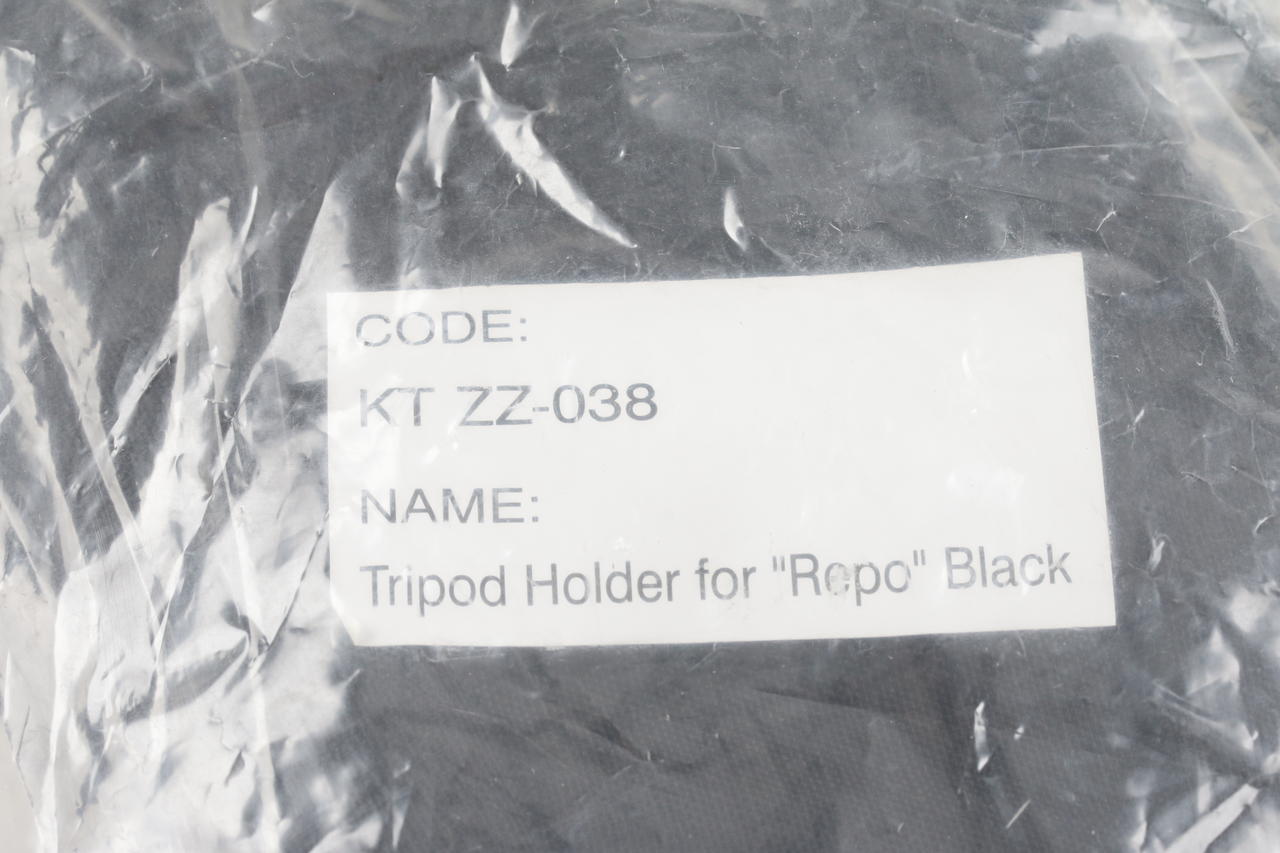 CODE:
KT ZZ-038
NAME:
Tripod Holder for "Repo" Black